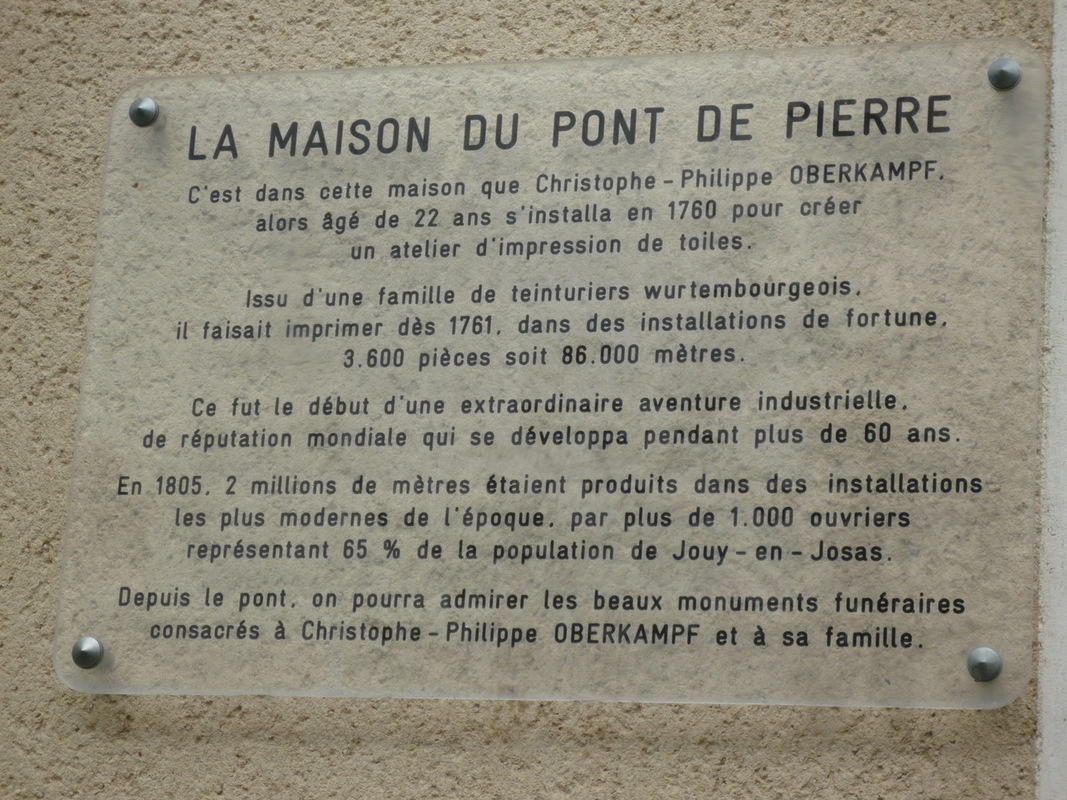 LA MAISON DU PONT DE PIERRE
C'est dans cette maison que Christophe-Philippe OBERKAMPF,
alors âgé de 22 ans s'installa en 1760 pour créer
un atelier d'impression de toiles.
Issu d'une famille de teinturiers wurtembourgeois,
il faisait imprimer dès 1761, dans des installations de fortune,
3.600 pièces soit 86.000 mètres.
Ce fut le début d'une extraordinaire aventure industrielle,
de réputation mondiale qui se développa pendant plus de 60 ans.
En 1805, 2 millions de mètres étaient produits dans des installations
les plus modernes de l'époque, par plus de 1.000 ouvriers
représentant 65 % de la population de Jouy-en-Josas.
Depuis le pont, on pourra admirer les beaux monuments funéraires
consacrés à Christophe-Philippe OBERKAMPF et à sa famille.